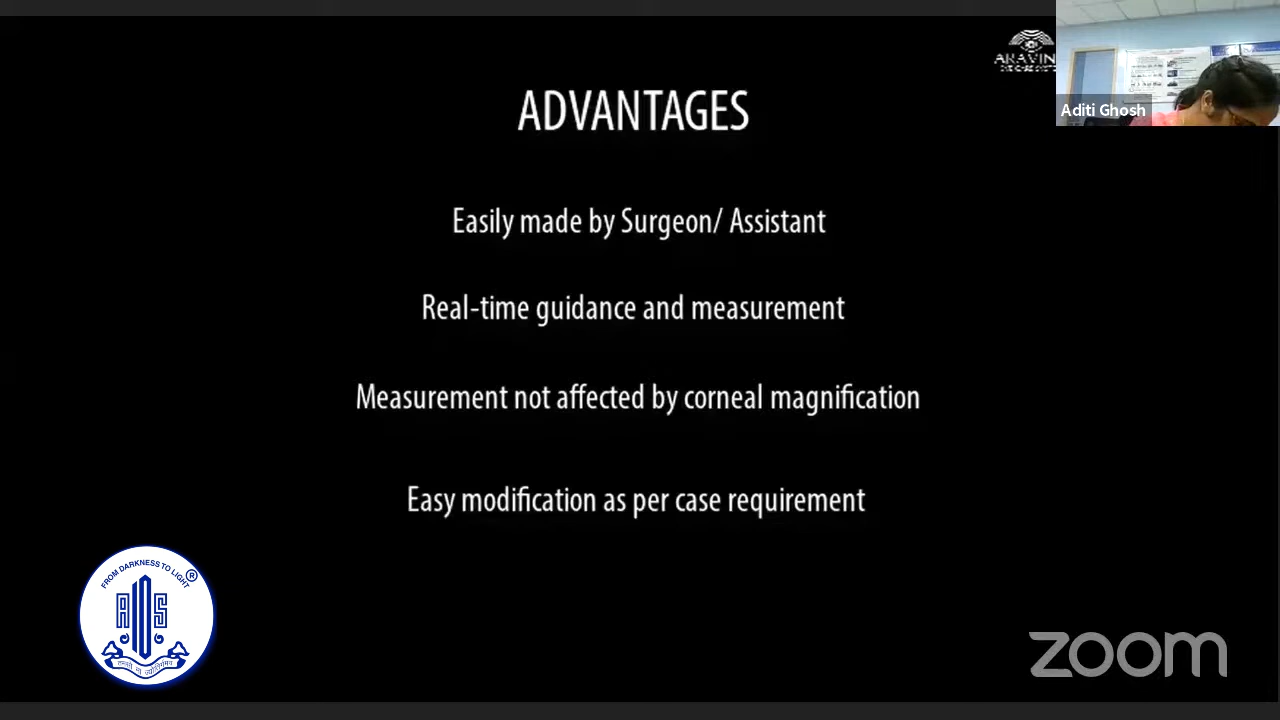 ADVANTAGES
Easily made by Surgeon/ Assistant
Real-time guidance and measurement
Measurement not affected by corneal magnification
Easy modification as per case requirement
ARAVIN
Aditi Ghosh
FROM DARKNESS TO LIGHT
®
AIOS
zoom